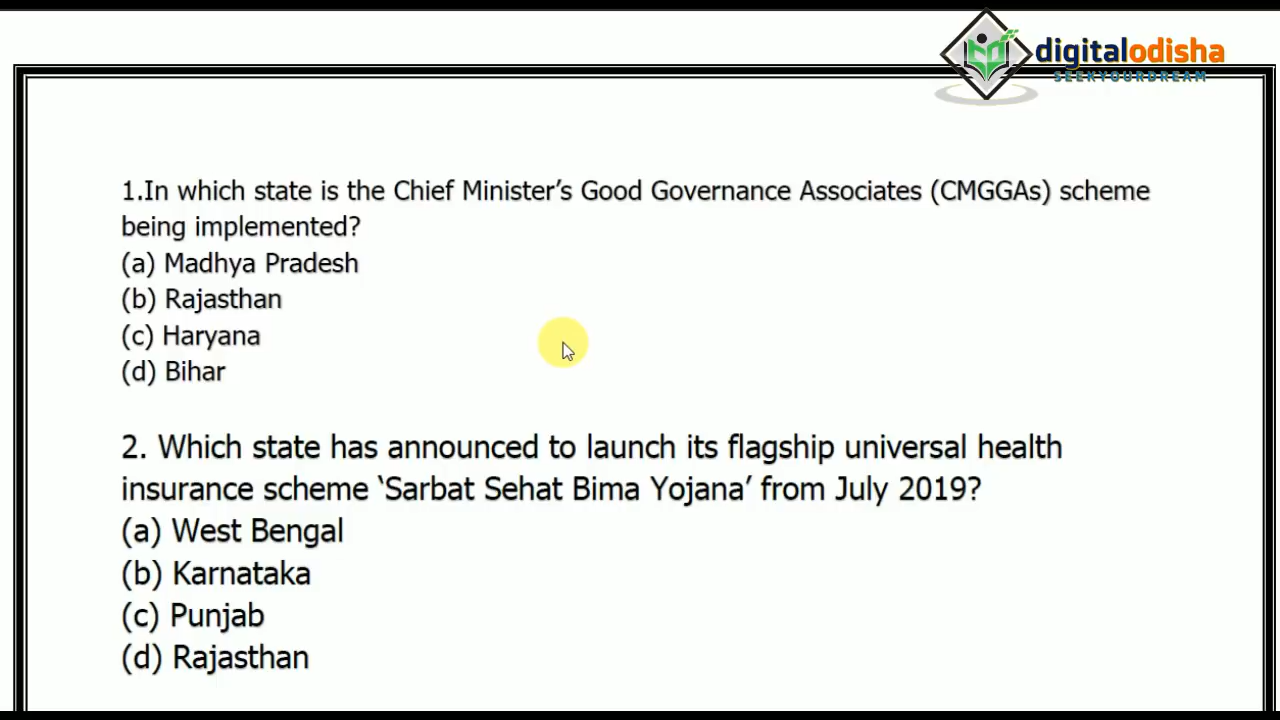 digitalodisha
SEEKYOURDREAM
1.In which state is the Chief Minister’s Good Governance Associates (CMGGAs) scheme
being implemented?
(a) Madhya Pradesh
(b) Rajasthan
(c) Haryana
(d) Bihar
2. Which state has announced to launch its flagship universal health
insurance scheme ‘Sarbat Sehat Bima Yojana’ from July 2019?
(a) West Bengal
(b) Karnataka
(c) Punjab
(d) Rajasthan